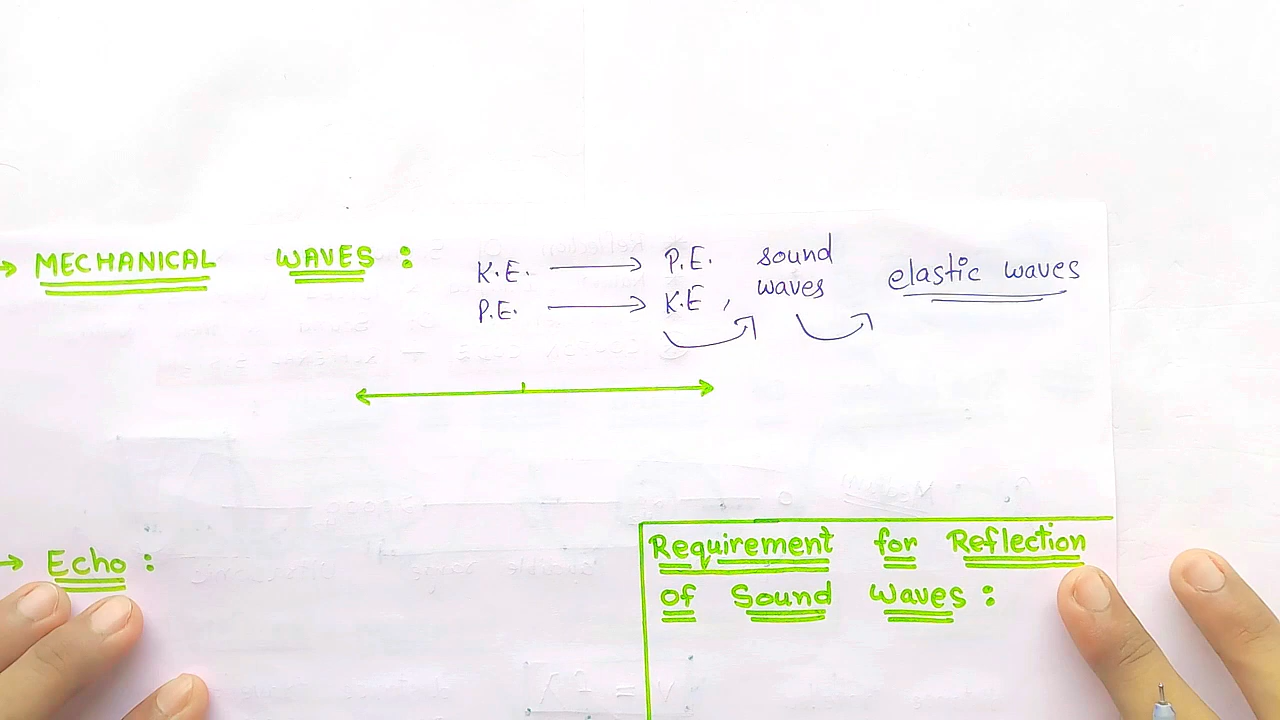 → MECHANICAL WAVES :
K.E. → P.E. sound waves elastic waves
P.E. → K.E ,
→ Echo :
Requirement for Reflection
of Sound Waves :